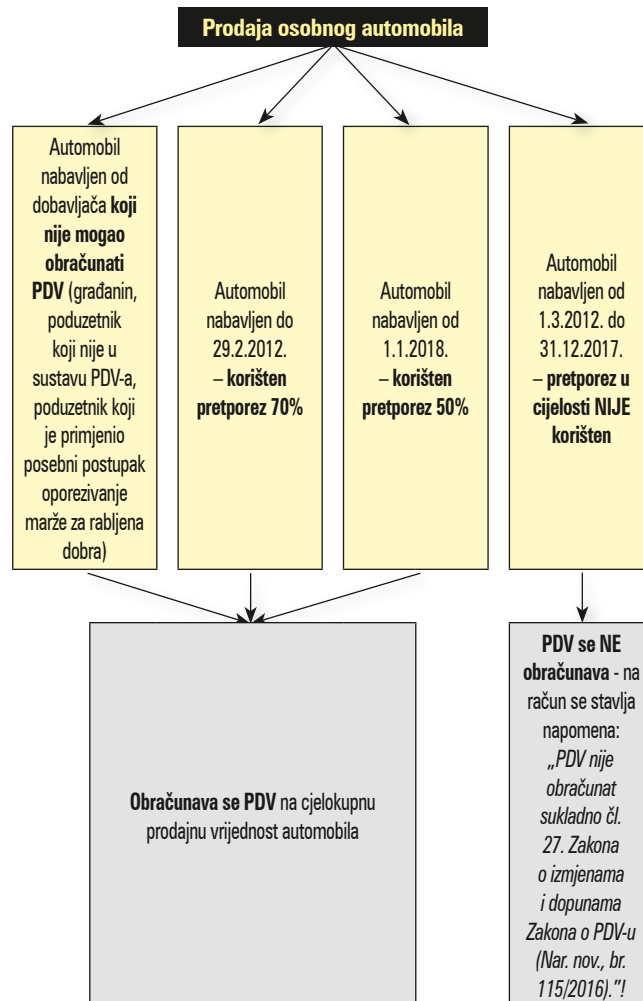 Prodaja osobnog automobila
Automobil
nabavljen od
dobavljača koji
nije mogao
obračunati
PDV (građanin,
poduzetnik
koji nije u
sustavu PDV-a,
poduzetnik koji
je primjenio
posebni postupak
oporezivanje
marže za rabljena
dobra)
Automobil
nabavljen do
29.2.2012.
– korišten
pretporez 70%
Automobil
nabavljen od
1.1.2018.
– korišten
pretporez 50%
Automobil
nabavljen od
1.3.2012. do
31.12.2017.
– pretporez u
cijelosti NIJE
korišten
Obračunava se PDV na cjelokupnu
prodajnu vrijednost automobila
PDV se NE
obračunava - na
račun se stavlja
napomena:
„PDV nije
obračunat
sukladno čl.
27. Zakona
o izmjenama
i dopunama
Zakona o PDV-u
(Nar. nov., br.
115/2016).”!